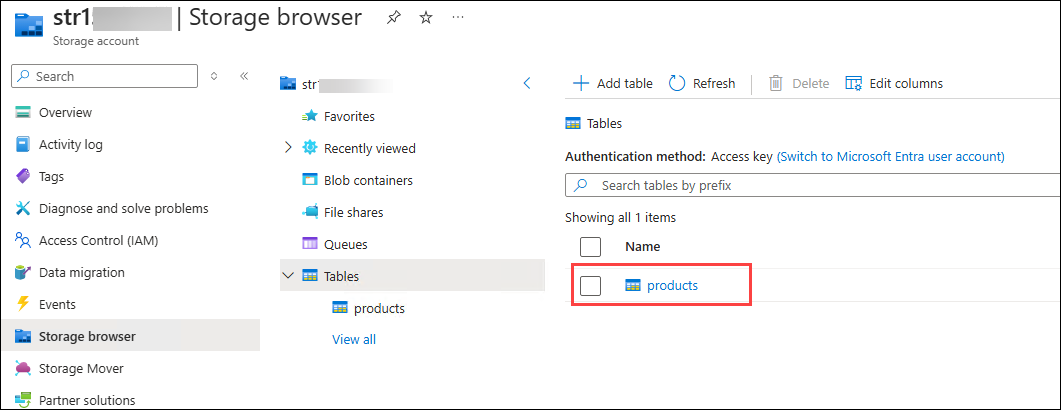 str1 | Storage browser
Storage account
Search
Overview
Activity log
Tags
Diagnose and solve problems
Access Control (IAM)
Data migration
Events
Storage browser
Storage Mover
Partner solutions
str1
Favorites
Recently viewed
Blob containers
File shares
Queues
Tables
products
View all
Add table Refresh Delete Edit columns
Tables
Authentication method: Access key (Switch to Microsoft Entra user account)
Search tables by prefix
Showing all 1 items
Name
products